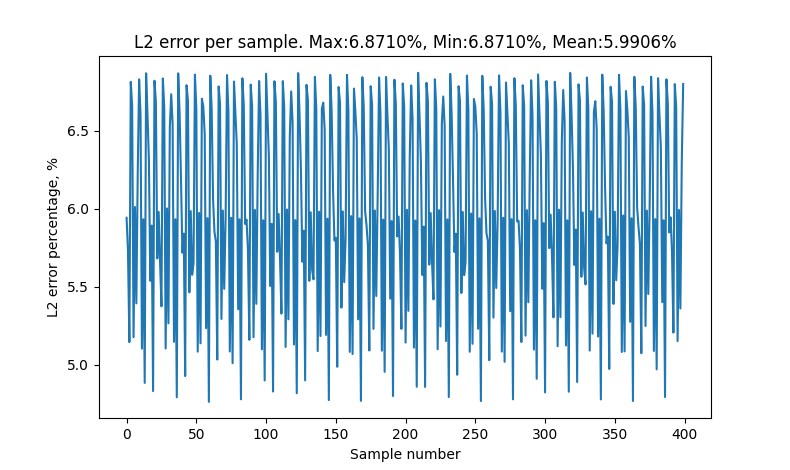 L2 error per sample. Max:6.8710%, Min:6.8710%, Mean:5.9906%
L2 error percentage, %
6.5
6.0
5.5
5.0
0 50 100 150 200 250 300 350 400
Sample number